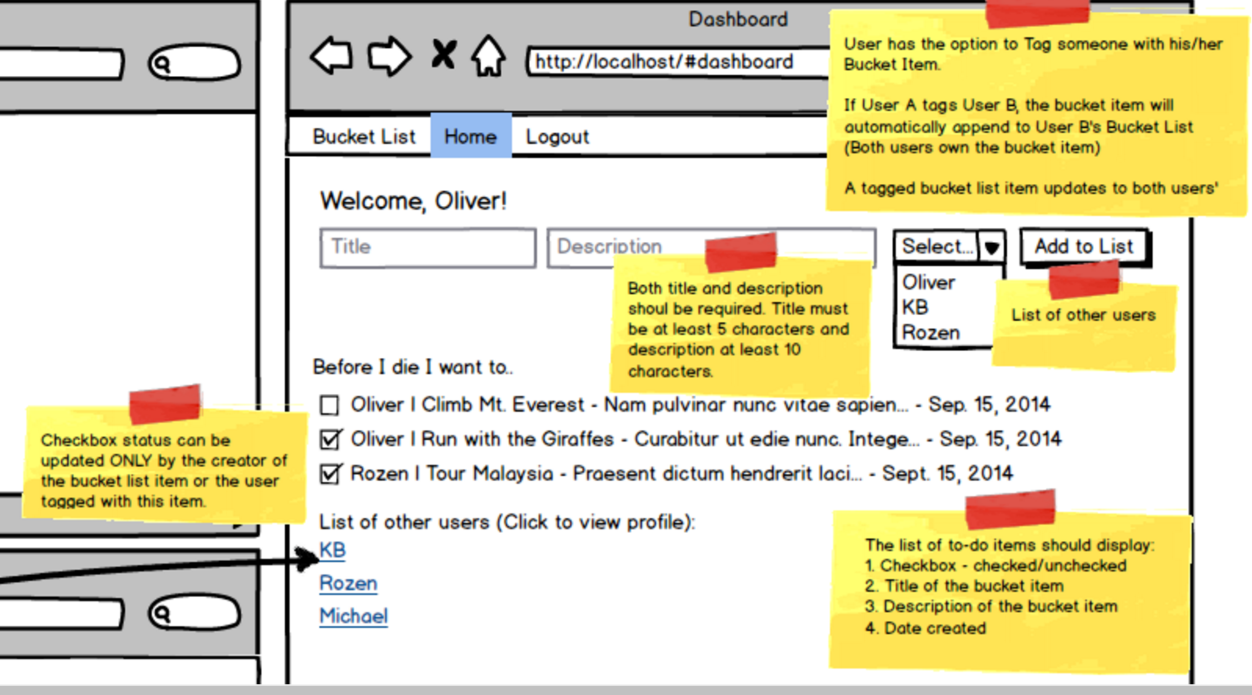 Dashboard
http://localhost/#dashboard
User has the option to Tag someone with his/her
Bucket Item.
If User A tags User B, the bucket item will
automatically append to User B's Bucket List
(Both users own the bucket item)
A tagged bucket list item updates to both users'
Bucket List
Home
Logout
Welcome, Oliver!
Title
Description
Select...
Add to List
Oliver
KB
Rozen
List of other users
Both title and description
shoul be required. Title must
be at least 5 characters and
description at least 10
characters.
Before I die I want to..
Oliver | Climb Mt. Everest - Nam pulvinar nunc vitae sapien... - Sep. 15, 2014
Oliver | Run with the Giraffes - Curabitur ut edie nunc. Intege... - Sep. 15, 2014
Rozen | Tour Malaysia - Praesent dictum hendrerit laci... - Sept. 15, 2014
Checkbox status can be
updated ONLY by the creator of
the bucket list item or the user
tagged with this item.
List of other users (Click to view profile):
KB
Rozen
Michael
The list of to-do items should display:
1. Checkbox - checked/unchecked
2. Title of the bucket item
3. Description of the bucket item
4. Date created